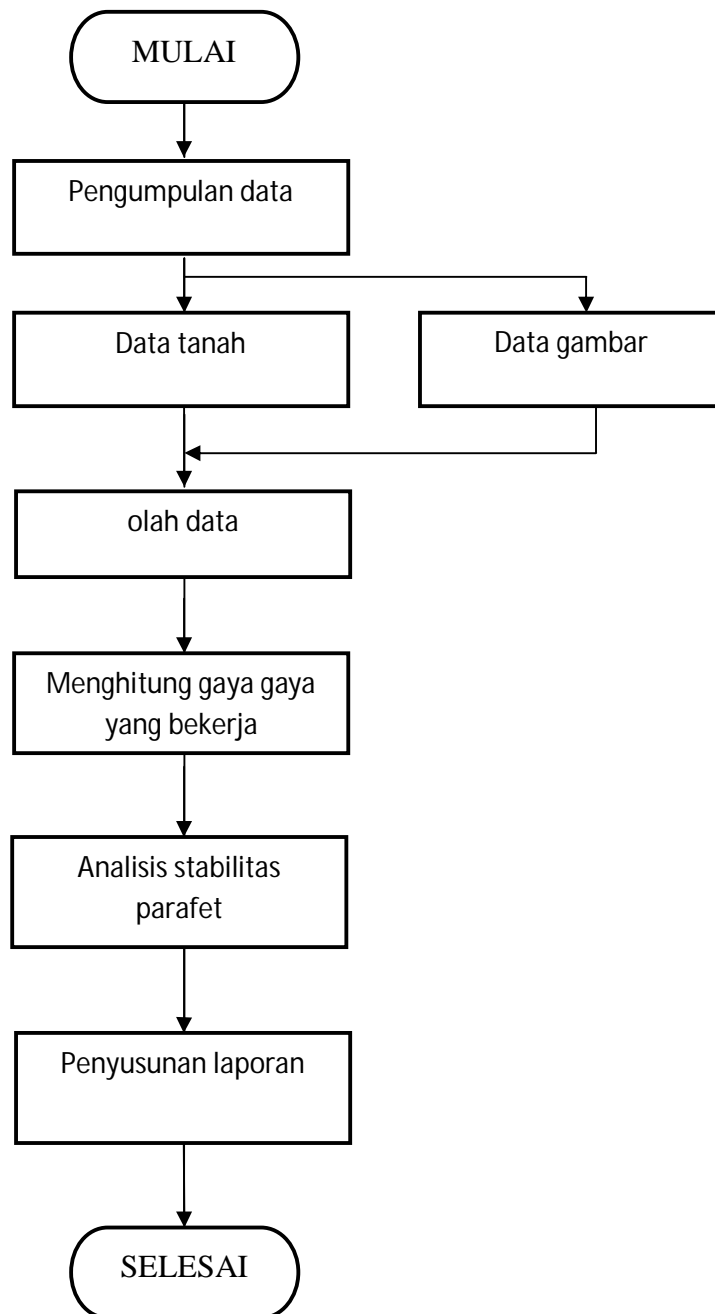 MULAI
Pengumpulan data
Data tanah
Data gambar
olah data
Menghitung gaya gaya
yang bekerja
Analisis stabilitas
parafet
Penyusunan laporan
SELESAI